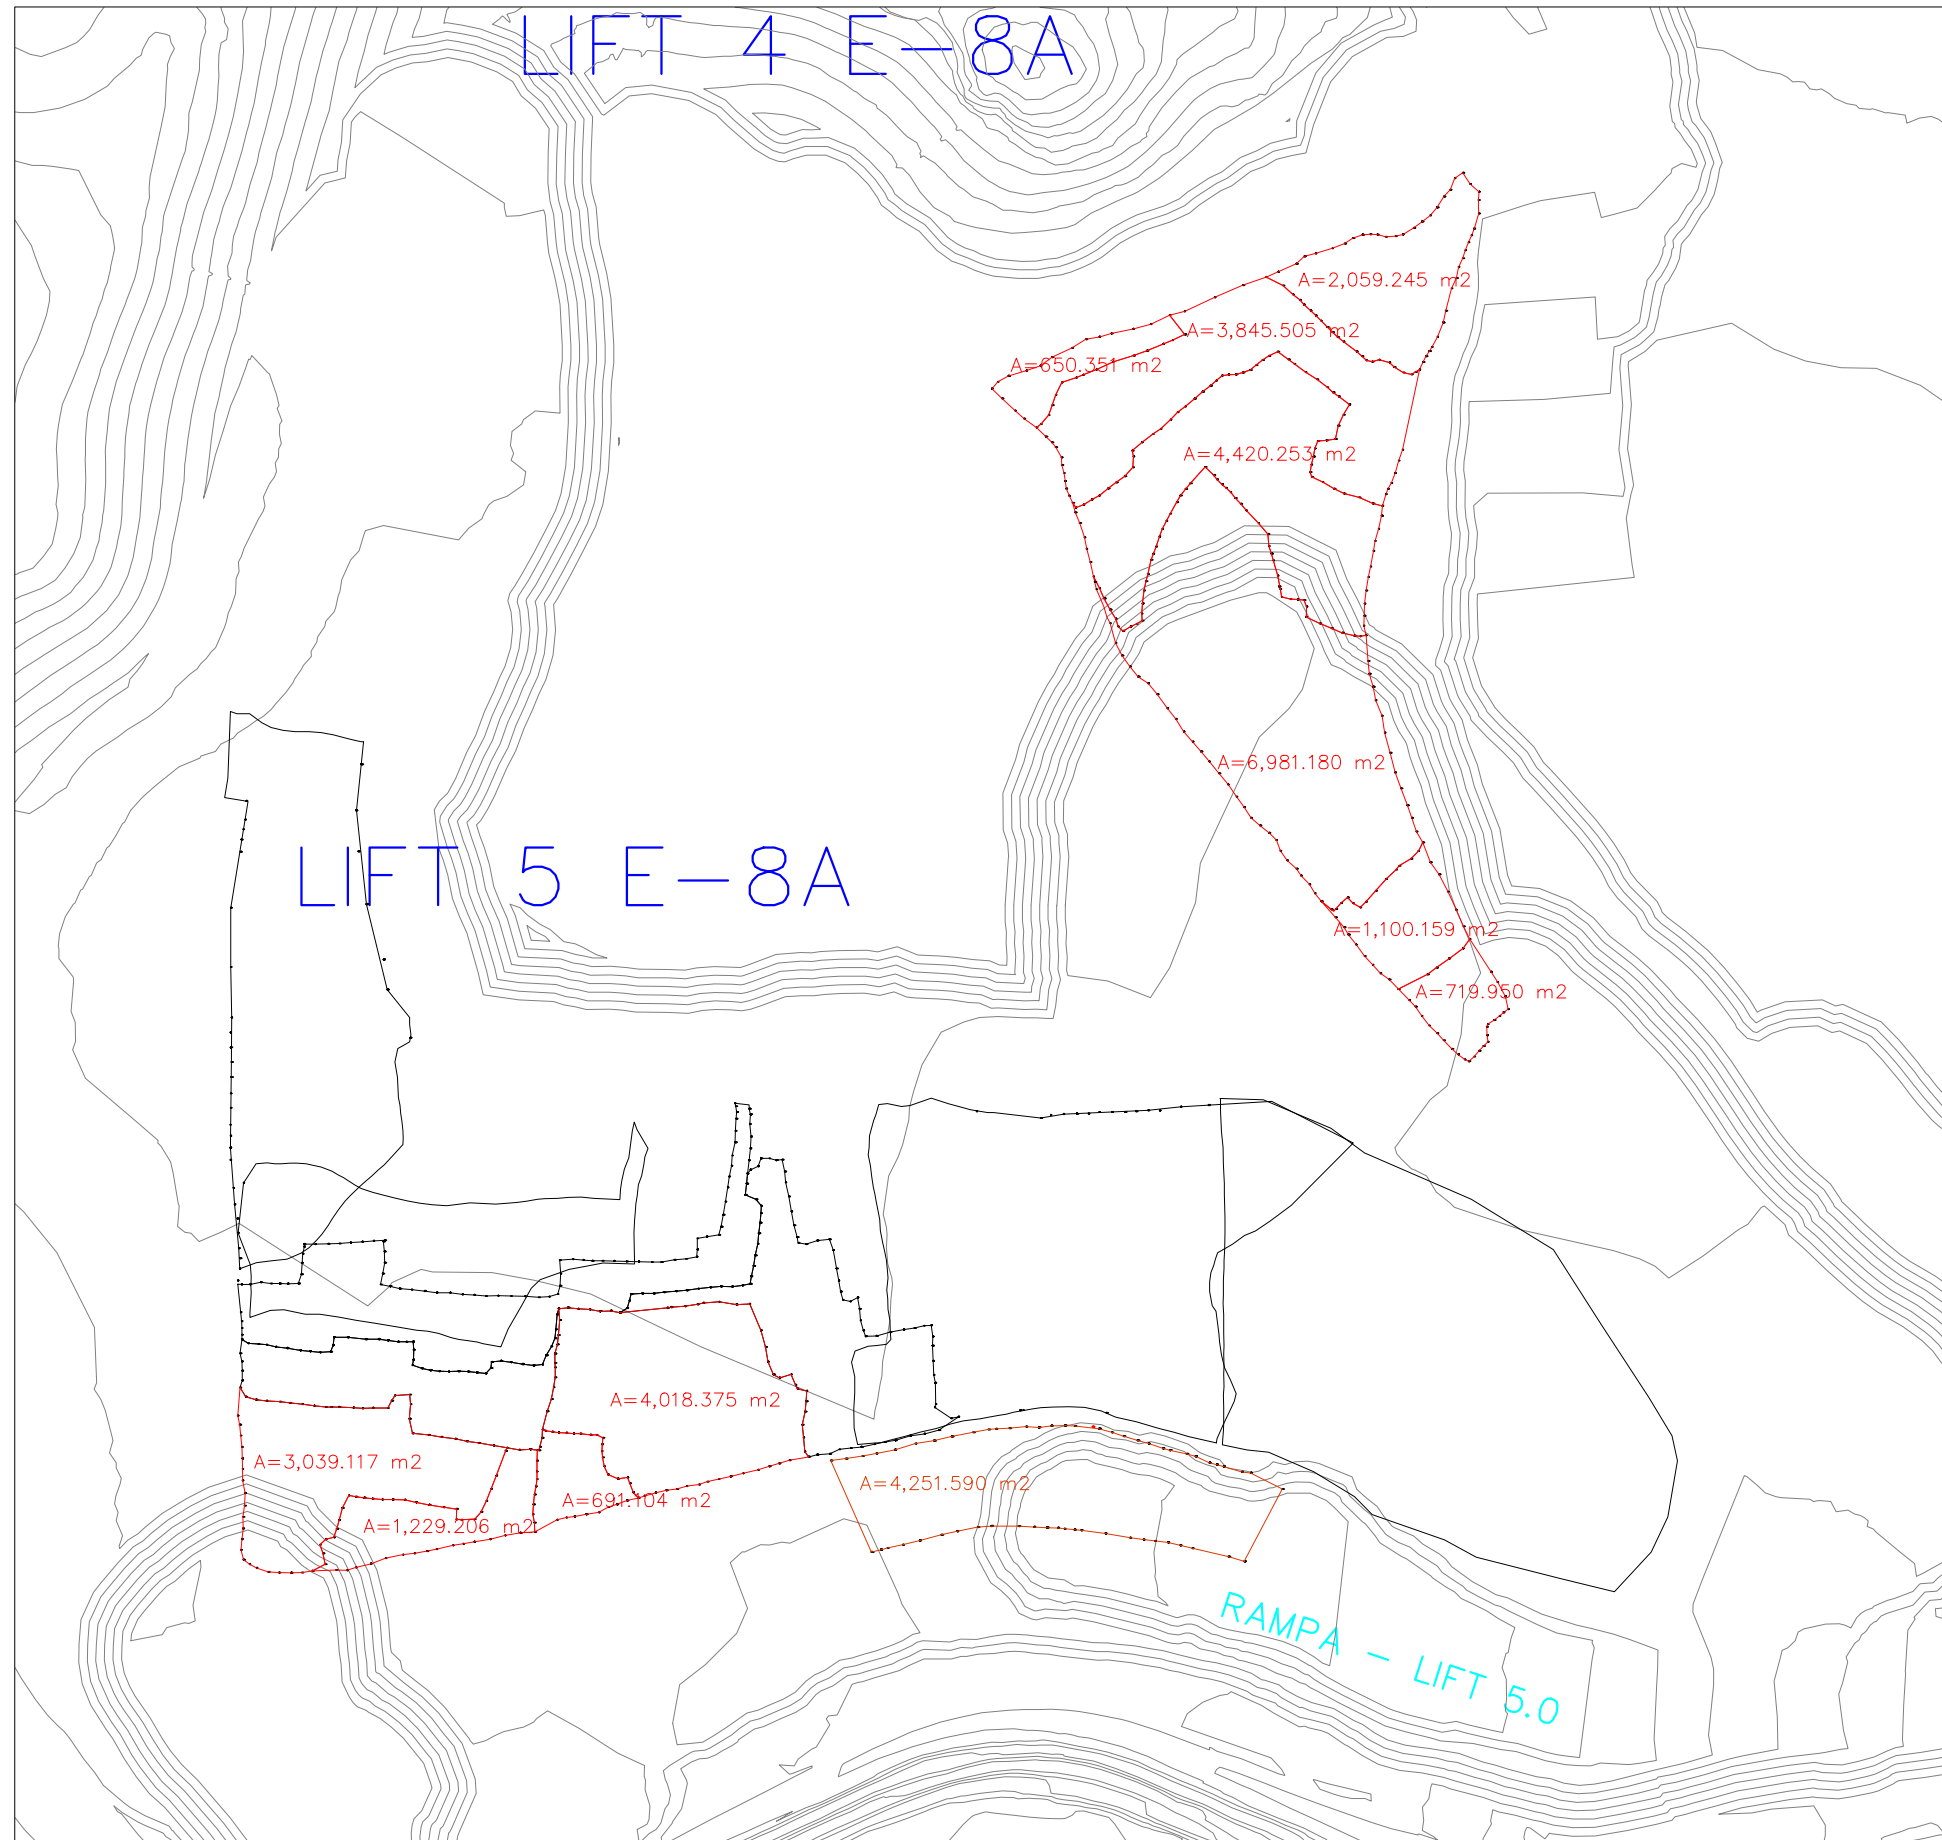 LIFT 4 E-8A
A=2,059.245 m2
A=3,845.505 m2
A=650.351 m2
A=4,420.253 m2
A=6,981.180 m2
LIFT 5 E-8A
A=1,100.159 m2
A=719.950 m2
A=4,018.375 m2
A=3,039.117 m2
A=4,251.590 m2
A=691.104 m2
A=1,229.206 m2
RAMPA - LIFT 5.0